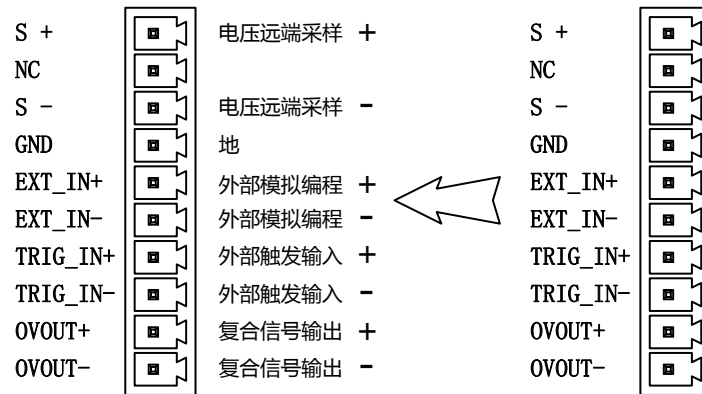 S + 电压远端采样 + S +
NC NC
S - 电压远端采样 - S -
GND 地 GND
EXT_IN+ 外部模拟编程 + EXT_IN+
EXT_IN- 外部模拟编程 - EXT_IN-
TRIG_IN+ 外部触发输入 + TRIG_IN+
TRIG_IN- 外部触发输入 - TRIG_IN-
OVOUT+ 复合信号输出 + OVOUT+
OVOUT- 复合信号输出 - OVOUT-